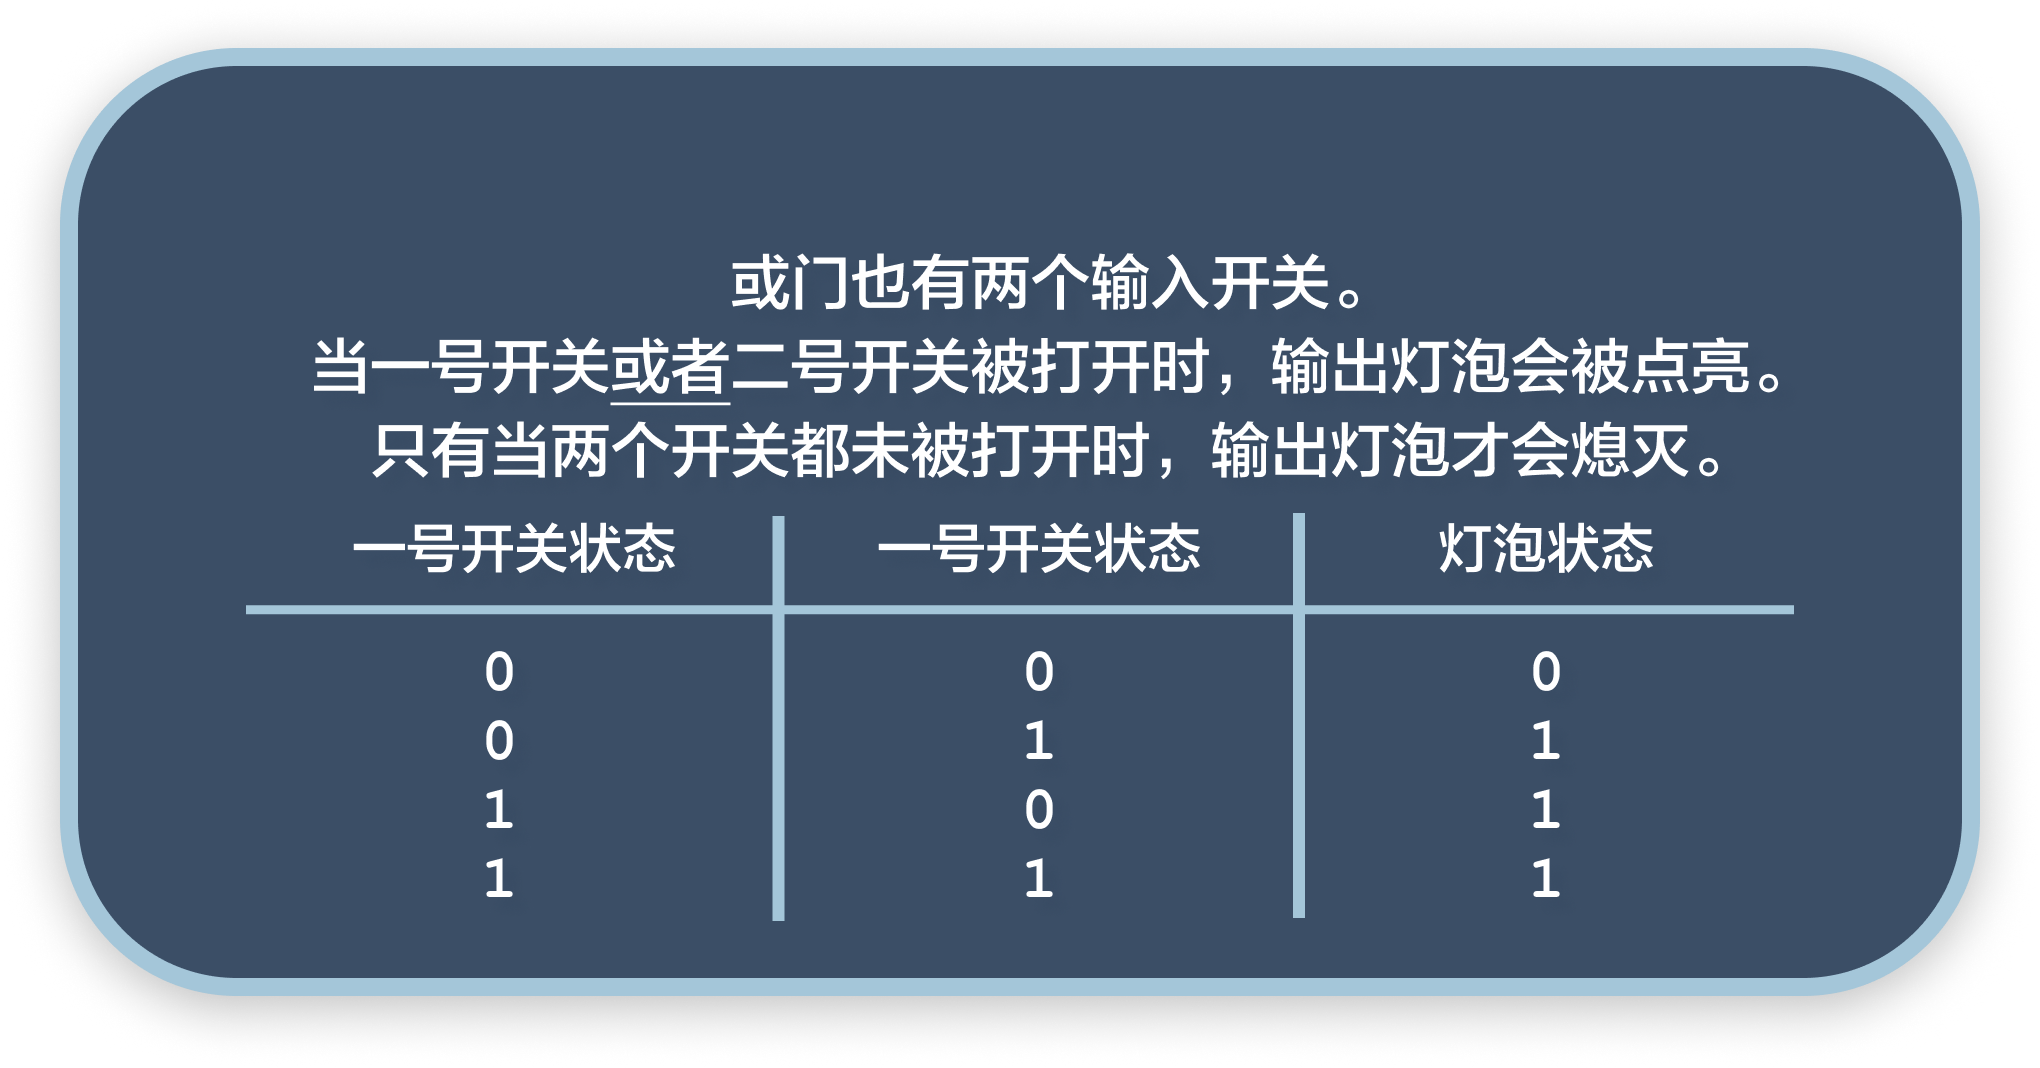 或门也有两个输入开关。
当一号开关或者二号开关被打开时，输出灯泡会被点亮。
只有当两个开关都未被打开时，输出灯泡才会熄灭。
一号开关状态 一号开关状态 灯泡状态
0 0 0
0 1 1
1 0 1
1 1 1